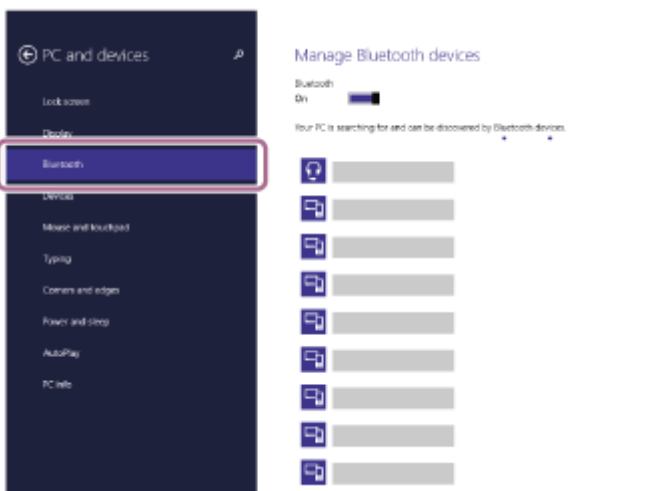 PC and devices
Lock screen
Display
Bluetooth
Devices
Mouse and touchpad
Typing
Corners and edges
Power and sleep
AutoPlay
PC info
Manage Bluetooth devices
Bluetooth
On
Your PC is searching for and can be discovered by Bluetooth devices.